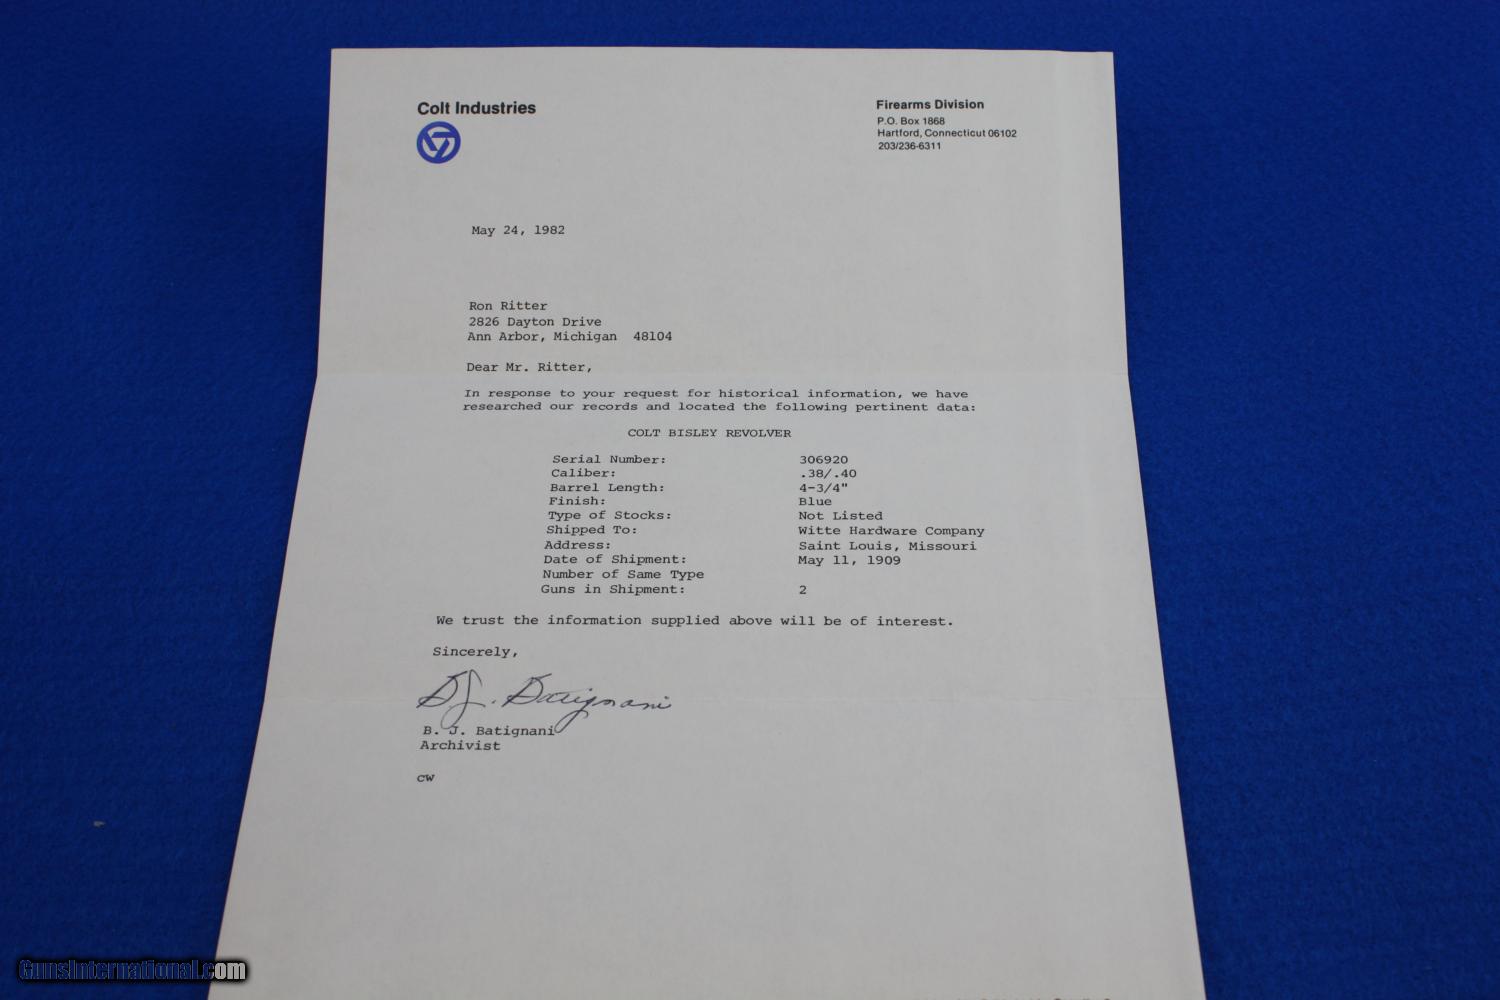 Colt Industries
Firearms Division
P.O. Box 1868
Hartford, Connecticut 06102
203/236-6311
May 24, 1982
Ron Ritter
2826 Dayton Drive
Ann Arbor, Michigan  48104
Dear Mr. Ritter,
In response to your request for historical information, we have
researched our records and located the following pertinent data:
COLT BISLEY REVOLVER
Serial Number: 306920
Caliber: .38/.40
Barrel Length: 4-3/4"
Finish: Blue
Type of Stocks: Not Listed
Shipped To: Witte Hardware Company
Address: Saint Louis, Missouri
Date of Shipment: May 11, 1909
Number of Same Type
Guns in Shipment: 2
We trust the information supplied above will be of interest.
Sincerely,
B. J. Batignani
B. J. Batignani
Archivist
cw
GunsInternational.com